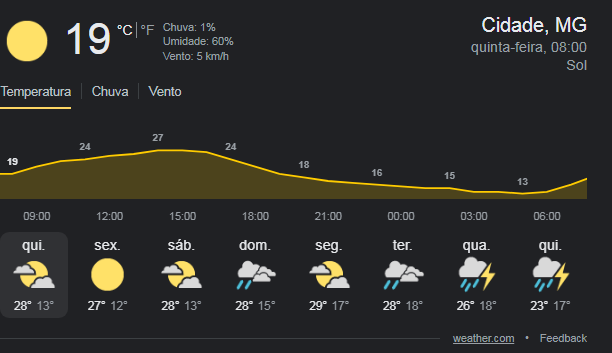 19 °C | °F
Chuva: 1%
Umidade: 60%
Vento: 5 km/h
Cidade, MG
quinta-feira, 08:00
Sol
Temperatura | Chuva | Vento
19 24 27 24 18 16 15 13
09:00 12:00 15:00 18:00 21:00 00:00 03:00 06:00
qui. sex. sáb. dom. seg. ter. qua. qui.
28° 13° 27° 12° 28° 13° 28° 15° 29° 17° 28° 18° 26° 18° 23° 17°
weather.com • Feedback